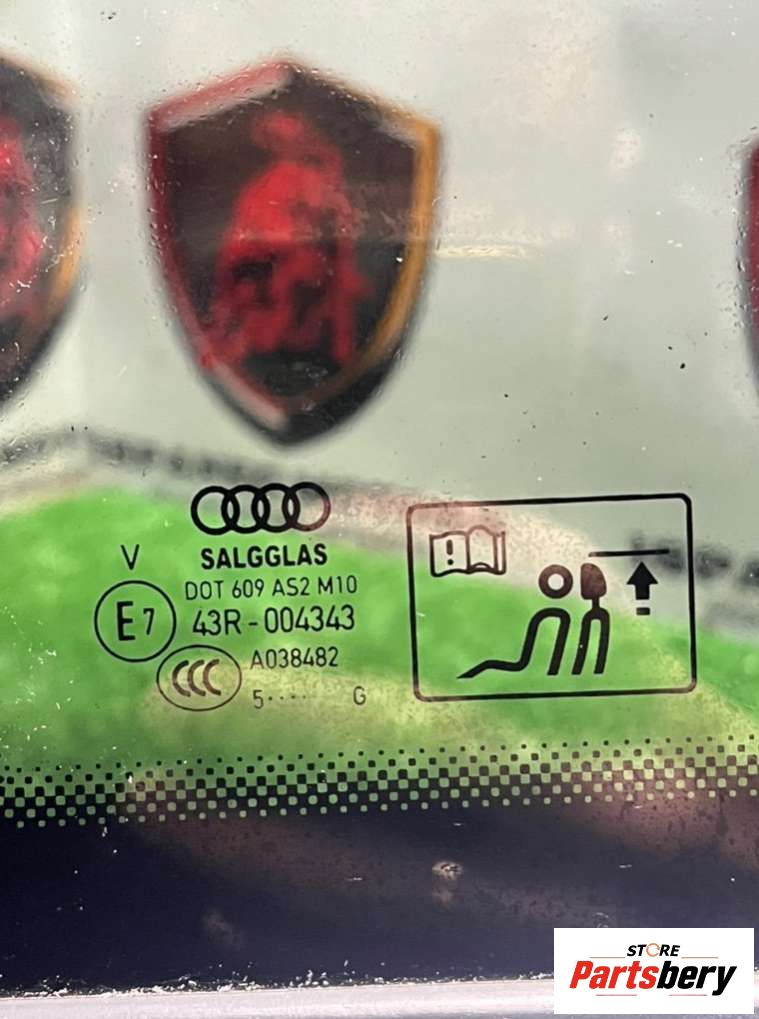 V
SALGGLAS
DOT 609 AS2 M10
E7
43R-004343
CCC
A038482
5···· G
!
STORE
Partsbery